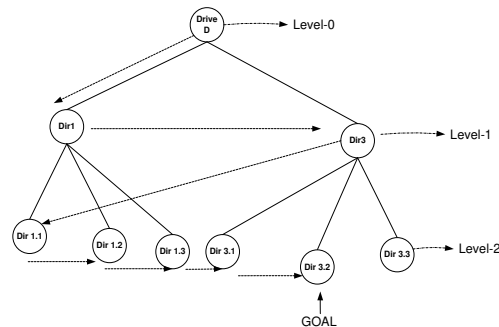 Drive
D
Level-0
Dir1
Dir3
Level-1
Dir 1.1
Dir 1.2
Dir 1.3
Dir 3.1
Dir 3.2
Dir 3.3
Level-2
GOAL